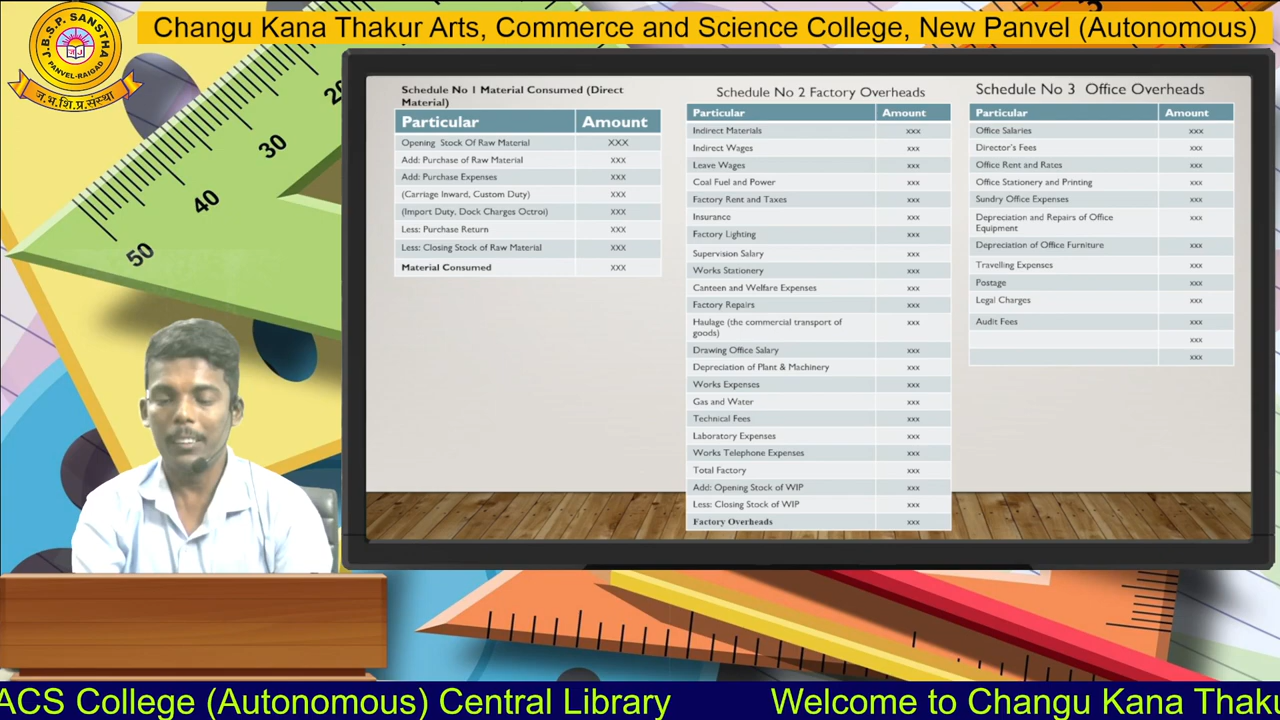 Changu Kana Thakur Arts, Commerce and Science College, New Panvel (Autonomous)
J.B.S.P. SANSTHA
PANVEL-RAIGAD
ज.भ.शि.प्र.संस्था
20
30
40
50
Schedule No 1 Material Consumed (Direct
Material)
Particular Amount
Opening Stock Of Raw Material XXX
Add: Purchase of Raw Material xxx
Add: Purchase Expenses xxx
(Carriage Inward, Custom Duty) xxx
(Import Duty, Dock Charges Octroi) xxx
Less: Purchase Return xxx
Less: Closing Stock of Raw Material xxx
Material Consumed xxx
Schedule No 2 Factory Overheads
Particular Amount
Indirect Materials xxx
Indirect Wages xxx
Leave Wages xxx
Coal Fuel and Power xxx
Factory Rent and Taxes xxx
Insurance xxx
Factory Lighting xxx
Supervision Salary xxx
Works Stationery xxx
Canteen and Welfare Expenses xxx
Factory Repairs xxx
Haulage (the commercial transport of xxx
goods)
Drawing Office Salary xxx
Depreciation of Plant & Machinery xxx
Works Expenses xxx
Gas and Water xxx
Technical Fees xxx
Laboratory Expenses xxx
Works Telephone Expenses xxx
Total Factory xxx
Add: Opening Stock of WIP xxx
Less: Closing Stock of WIP xxx
Factory Overheads xxx
Schedule No 3 Office Overheads
Particular Amount
Office Salaries xxx
Director's Fees xxx
Office Rent and Rates xxx
Office Stationery and Printing xxx
Sundry Office Expenses xxx
Depreciation and Repairs of Office xxx
Equipment
Depreciation of Office Furniture xxx
Travelling Expenses xxx
Postage xxx
Legal Charges xxx
Audit Fees xxx
xxx
xxx
ACS College (Autonomous) Central Library Welcome to Changu Kana Thaku